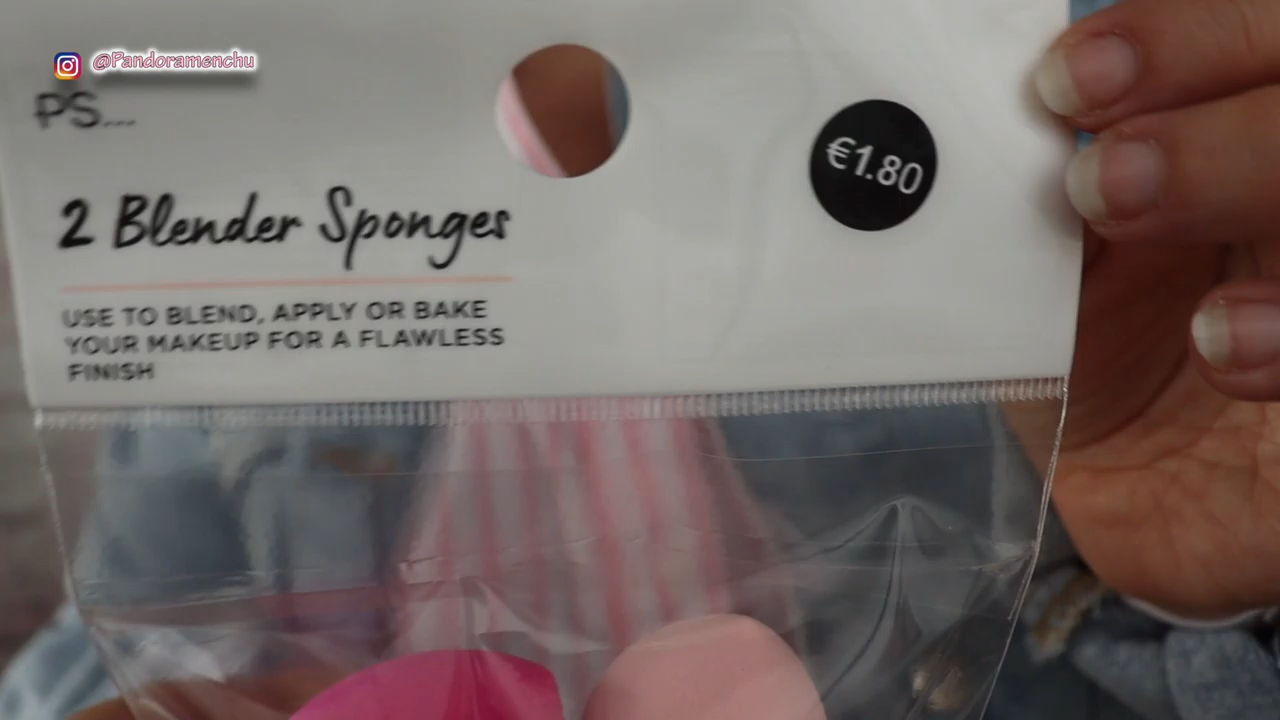 @Pandoramenchu
PS...
€1.80
2 Blender Sponges
USE TO BLEND, APPLY OR BAKE
YOUR MAKEUP FOR A FLAWLESS
FINISH